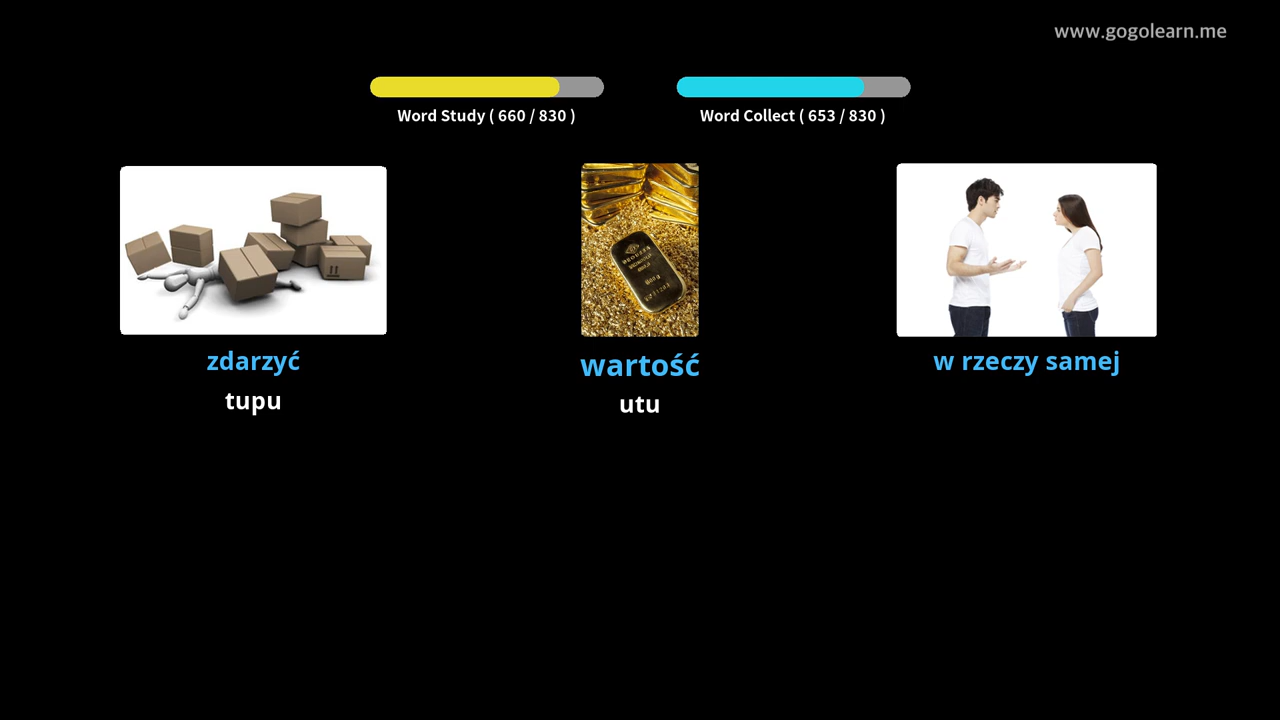 www.gogolearn.me
Word Study ( 660 / 830 )
Word Collect ( 653 / 830 )
zdarzyć
wartość
w rzeczy samej
tupu
utu